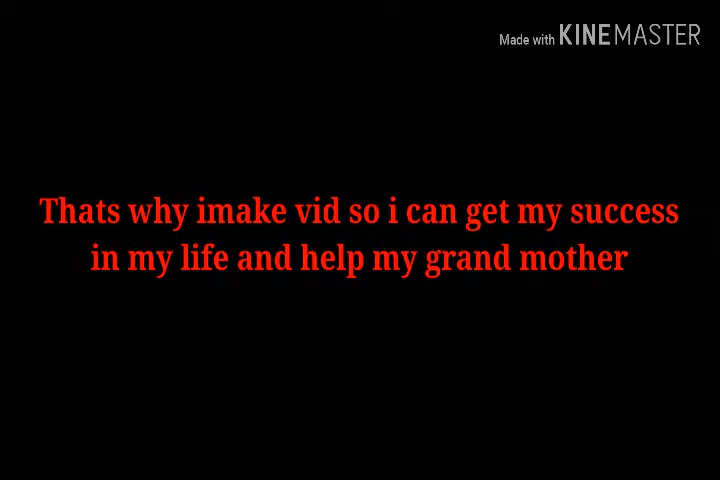 Made with KINEMASTER
Thats why imake vid so i can get my success
in my life and help my grand mother